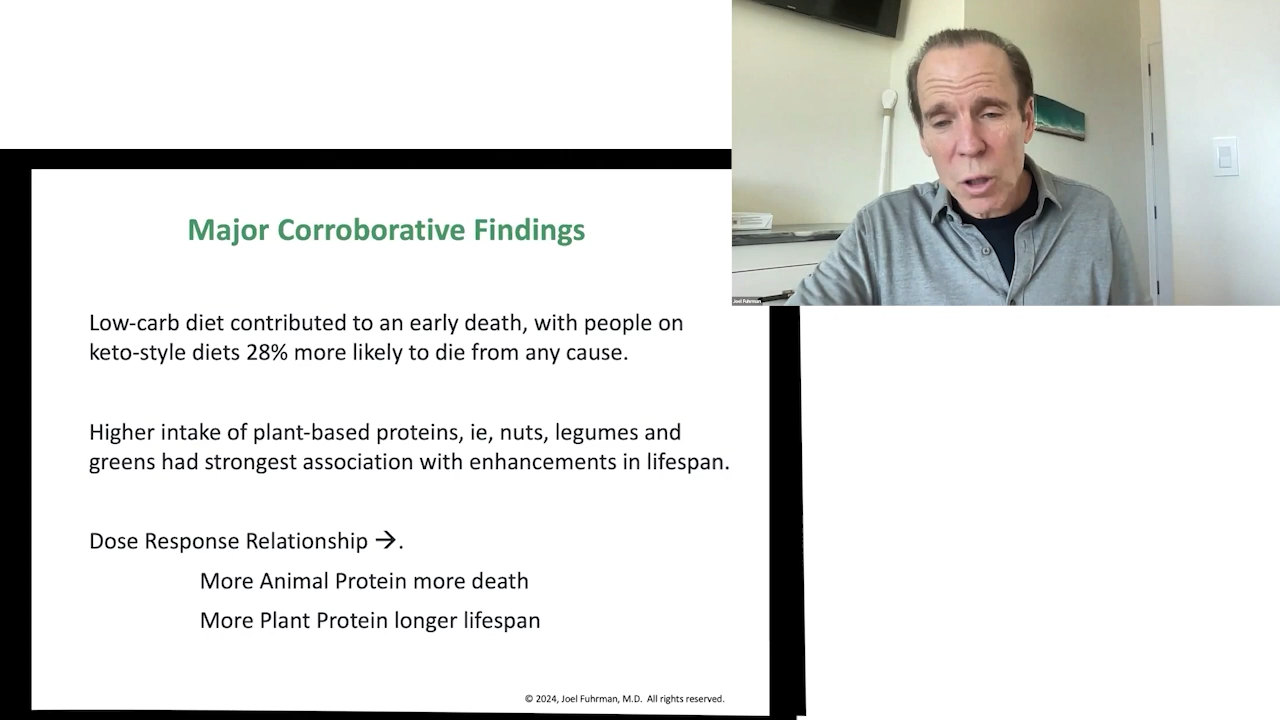 Major Corroborative Findings
Low-carb diet contributed to an early death, with people on
keto-style diets 28% more likely to die from any cause.
Higher intake of plant-based proteins, ie, nuts, legumes and
greens had strongest association with enhancements in lifespan.
Dose Response Relationship →.
More Animal Protein more death
More Plant Protein longer lifespan
© 2024, Joel Fuhrman, M.D. All rights reserved.
Joel Fuhrman